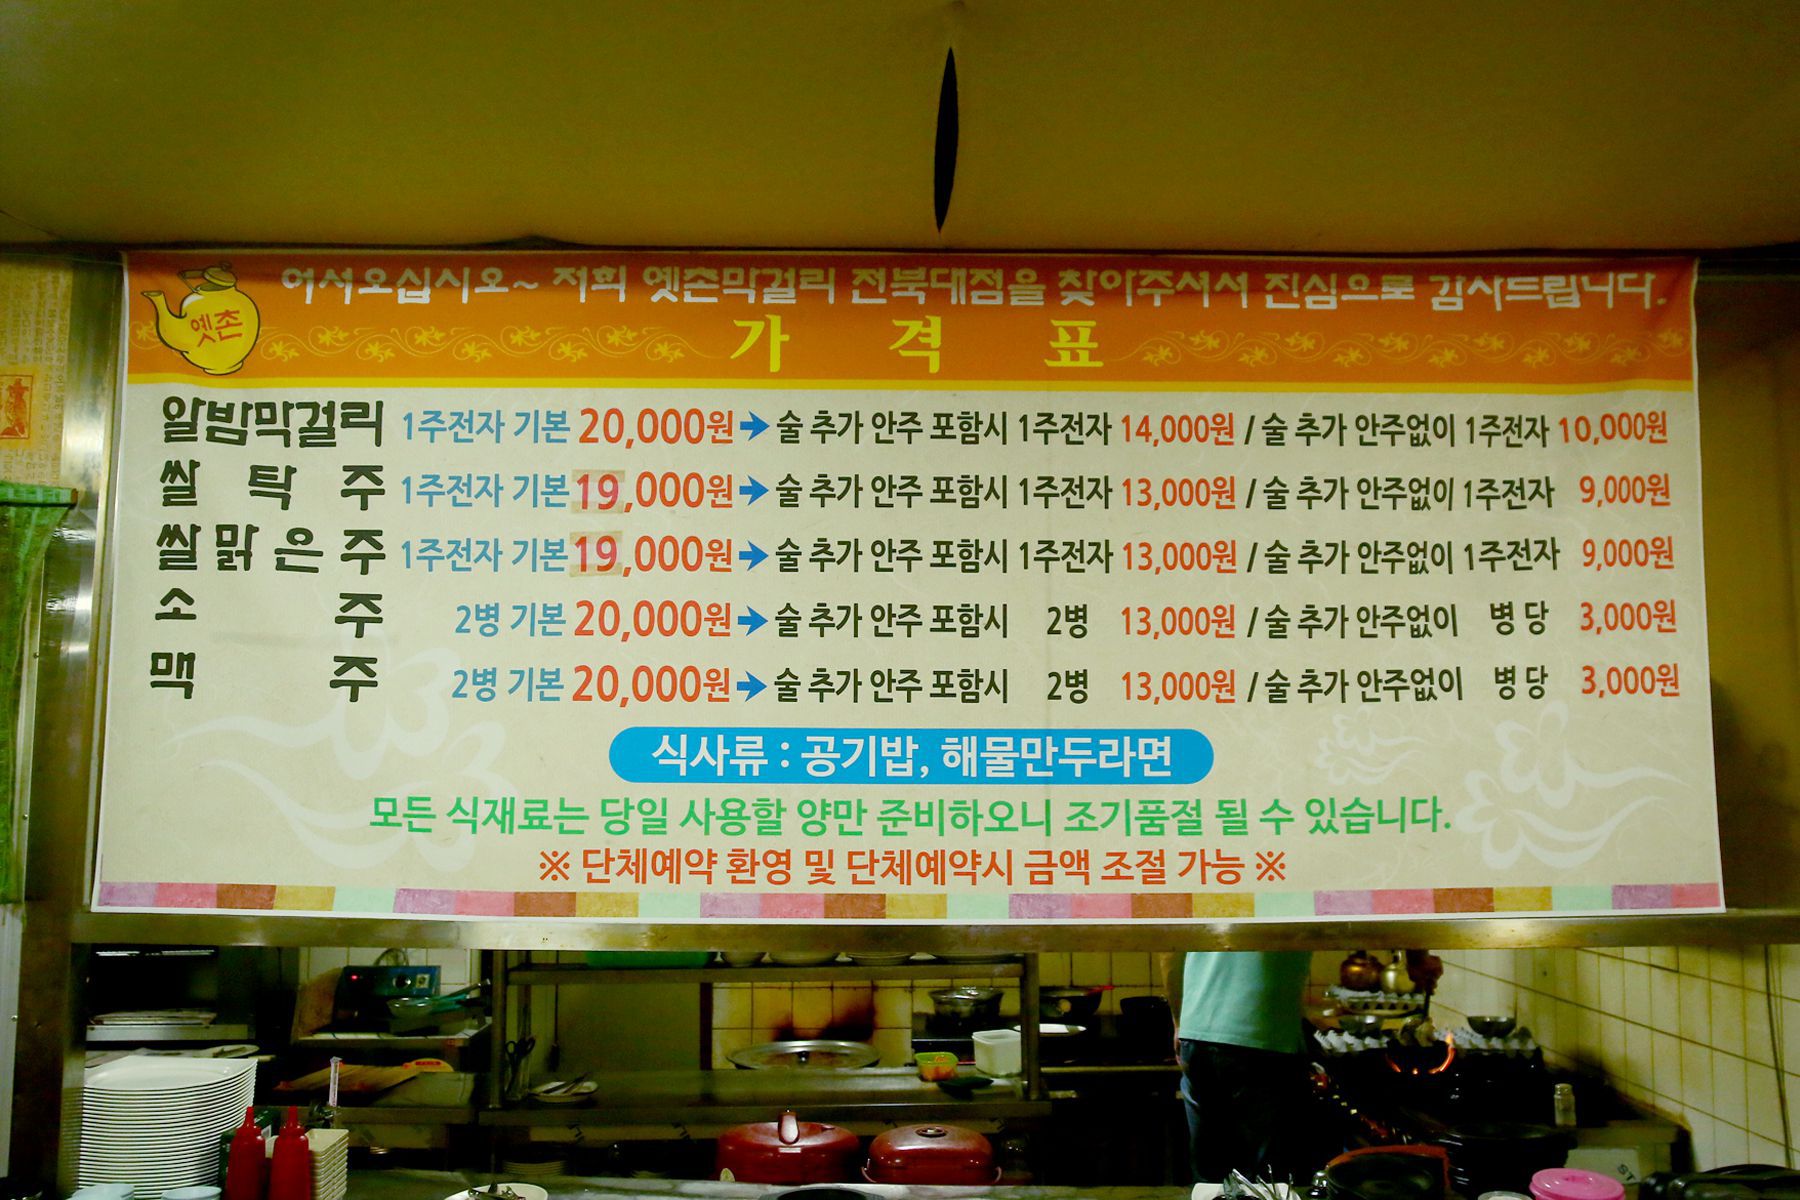 어서오십시오~ 저희 옛촌막걸리 전북대점을 찾아주셔서 진심으로 감사드립니다.
옛촌
가 격 표
알밤막걸리 1주전자 기본 20,000원 → 술 추가 안주 포함시 1주전자 14,000원 / 술 추가 안주없이 1주전자 10,000원
쌀 탁 주 1주전자 기본 19,000원 → 술 추가 안주 포함시 1주전자 13,000원 / 술 추가 안주없이 1주전자 9,000원
쌀맑은주 1주전자 기본 19,000원 → 술 추가 안주 포함시 1주전자 13,000원 / 술 추가 안주없이 1주전자 9,000원
소 주 2병 기본 20,000원 → 술 추가 안주 포함시 2병 13,000원 / 술 추가 안주없이 병당 3,000원
맥 주 2병 기본 20,000원 → 술 추가 안주 포함시 2병 13,000원 / 술 추가 안주없이 병당 3,000원
식사류 : 공기밥, 해물만두라면
모든 식재료는 당일 사용할 양만 준비하오니 조기품절 될 수 있습니다.
※ 단체예약 환영 및 단체예약시 금액 조절 가능 ※